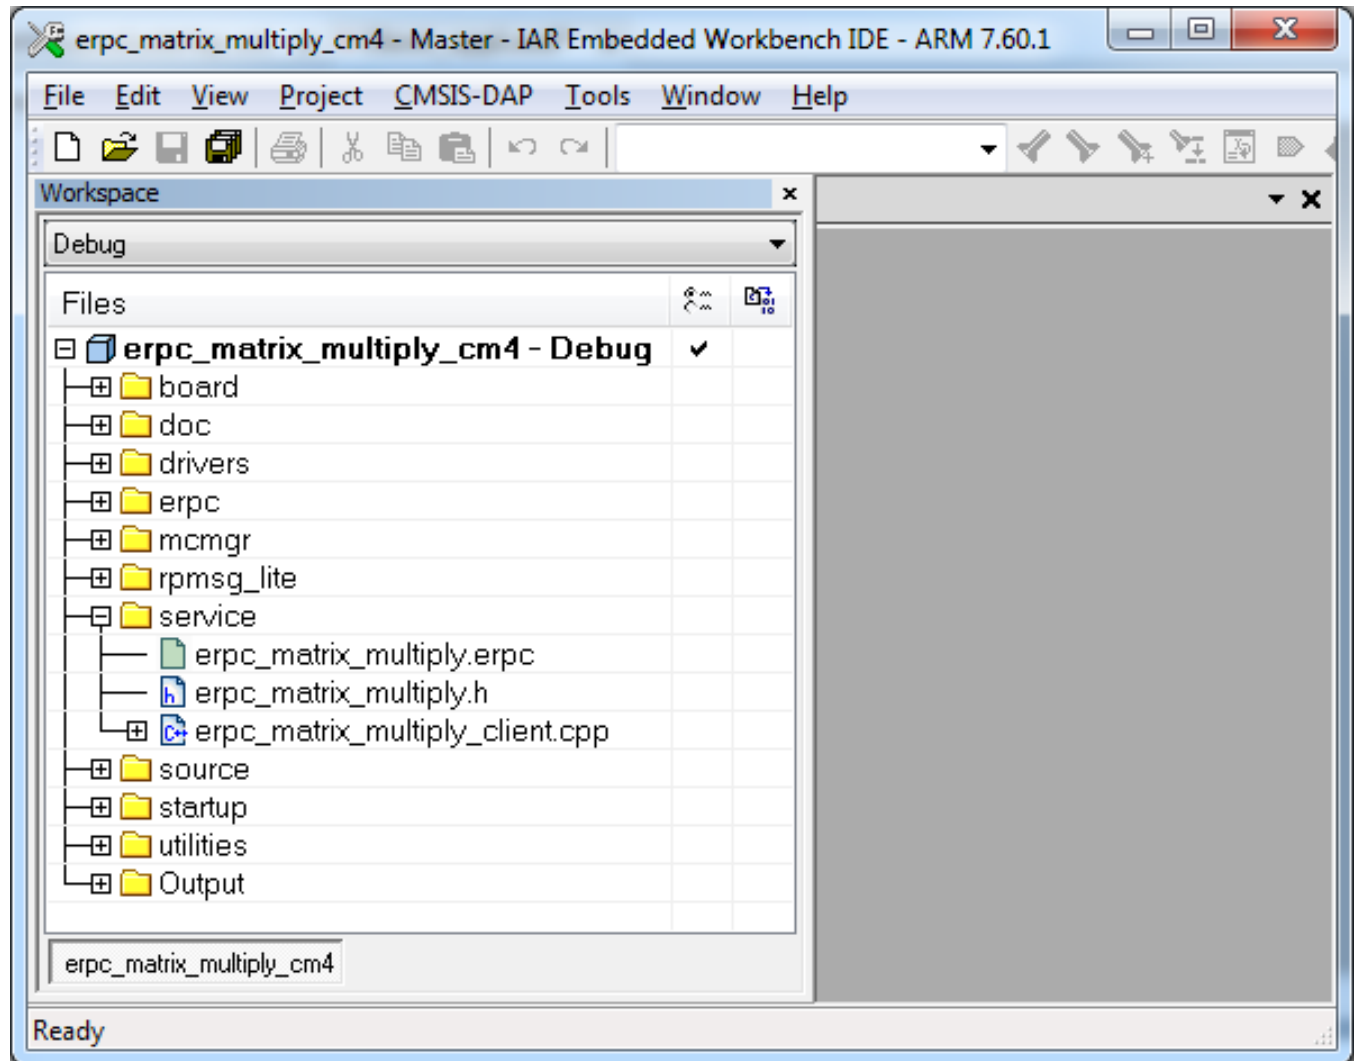 erpc_matrix_multiply_cm4 - Master - IAR Embedded Workbench IDE - ARM 7.60.1
File Edit View Project CMSIS-DAP Tools Window Help
Workspace
Debug
Files
erpc_matrix_multiply_cm4 - Debug
board
doc
drivers
erpc
mcmgr
rpmsg_lite
service
erpc_matrix_multiply.erpc
erpc_matrix_multiply.h
erpc_matrix_multiply_client.cpp
source
startup
utilities
Output
erpc_matrix_multiply_cm4
Ready